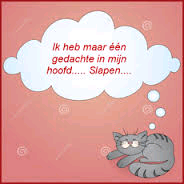 Ik heb maar één
gedachte in mijn
hoofd..... Slapen....